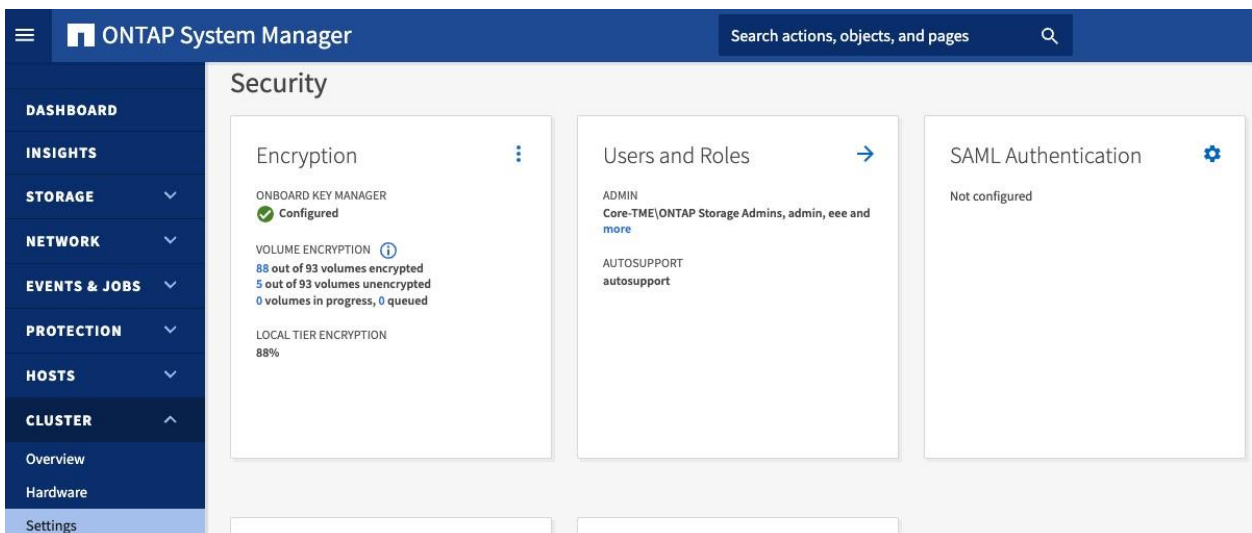 ONTAP System Manager
Search actions, objects, and pages
DASHBOARD
INSIGHTS
STORAGE
NETWORK
EVENTS & JOBS
PROTECTION
HOSTS
CLUSTER
Overview
Hardware
Settings
Security
Encryption
ONBOARD KEY MANAGER
Configured
VOLUME ENCRYPTION
88 out of 93 volumes encrypted
5 out of 93 volumes unencrypted
0 volumes in progress, 0 queued
LOCAL TIER ENCRYPTION
88%
Users and Roles
ADMIN
Core-TME\ONTAP Storage Admins, admin, eee and
more
AUTOSUPPORT
autosupport
SAML Authentication
Not configured